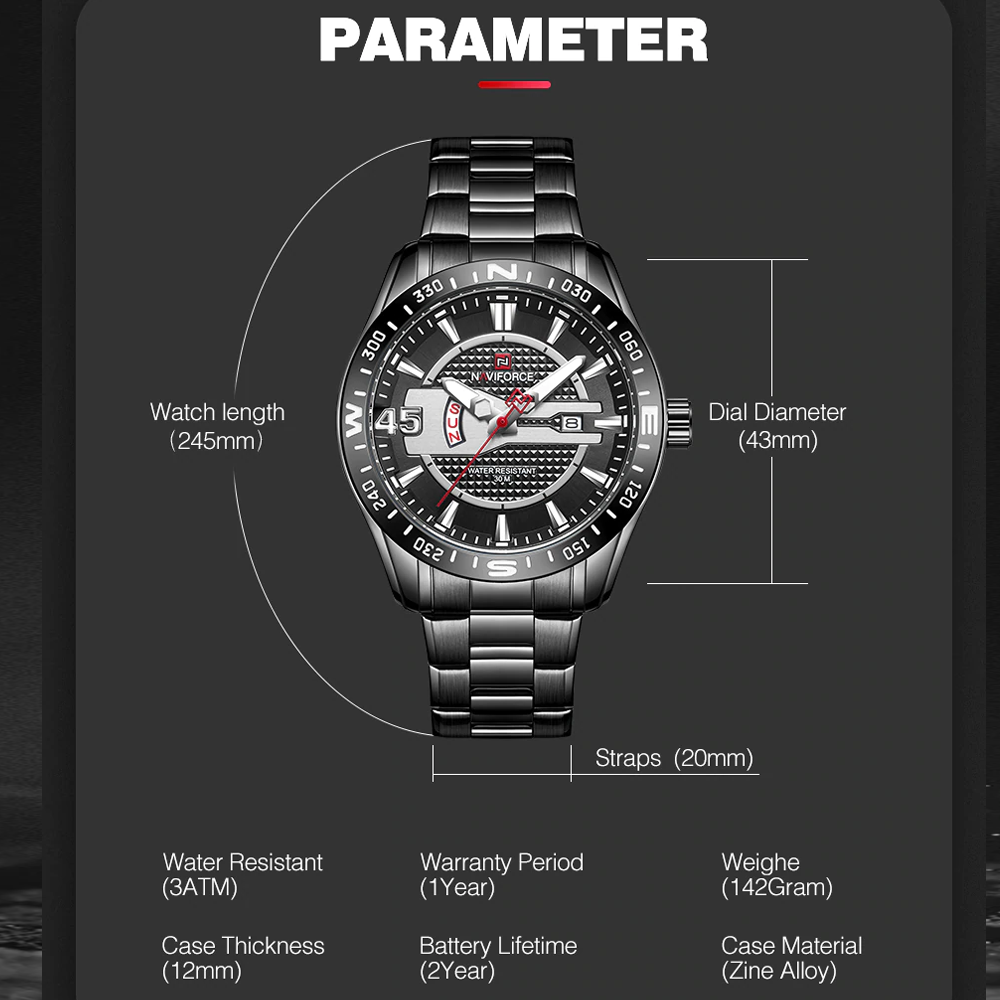 PARAMETER
N
330
030
300
060
NAVIFORCE
Watch length
(245mm)
W
45
SUN
8
E
Dial Diameter
(43mm)
WATER RESISTANT
30 M
240
120
230
150
S
Straps (20mm)
Water Resistant
(3ATM)
Warranty Period
(1Year)
Weighe
(142Gram)
Case Thickness
(12mm)
Battery Lifetime
(2Year)
Case Material
(Zine Alloy)